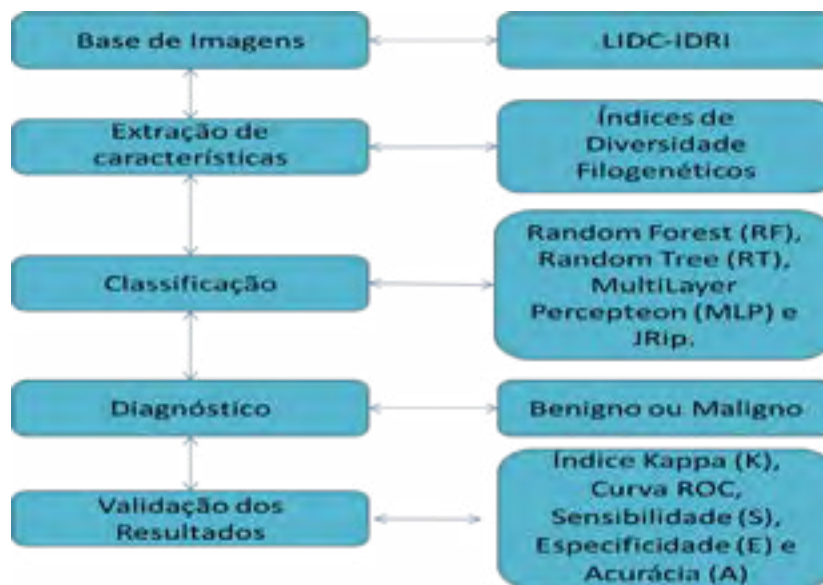 Base de Imagens
LIDC-IDRI
Extração de
características
Índices de
Diversidade
Filogenéticos
Classificação
Random Forest (RF),
Random Tree (RT),
MultiLayer
Percepteon (MLP) e
JRip.
Diagnóstico
Benigno ou Maligno
Validação dos
Resultados
Índice Kappa (K),
Curva ROC,
Sensibilidade (S),
Especificidade (E) e
Acurácia (A)